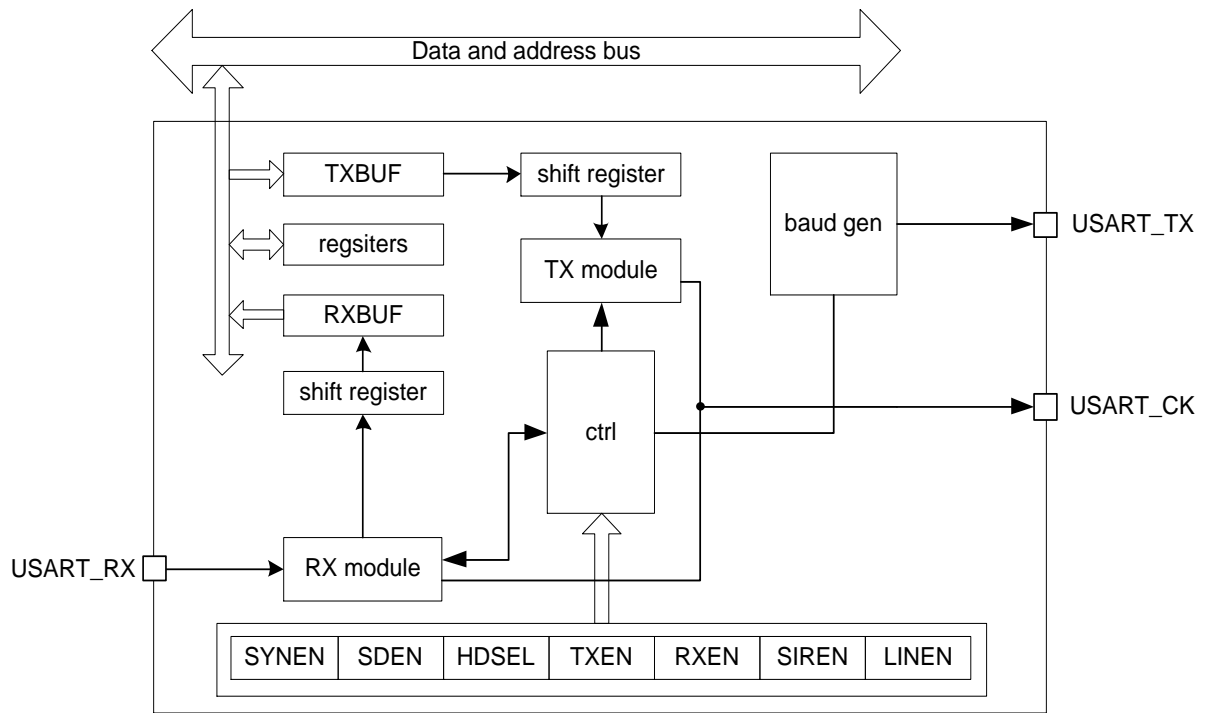 Data and address bus
TXBUF
shift register
baud gen
USART_TX
regsiters
TX module
RXBUF
shift register
USART_CK
ctrl
USART_RX
RX module
SYNEN SDEN HDSEL TXEN RXEN SIREN LINEN